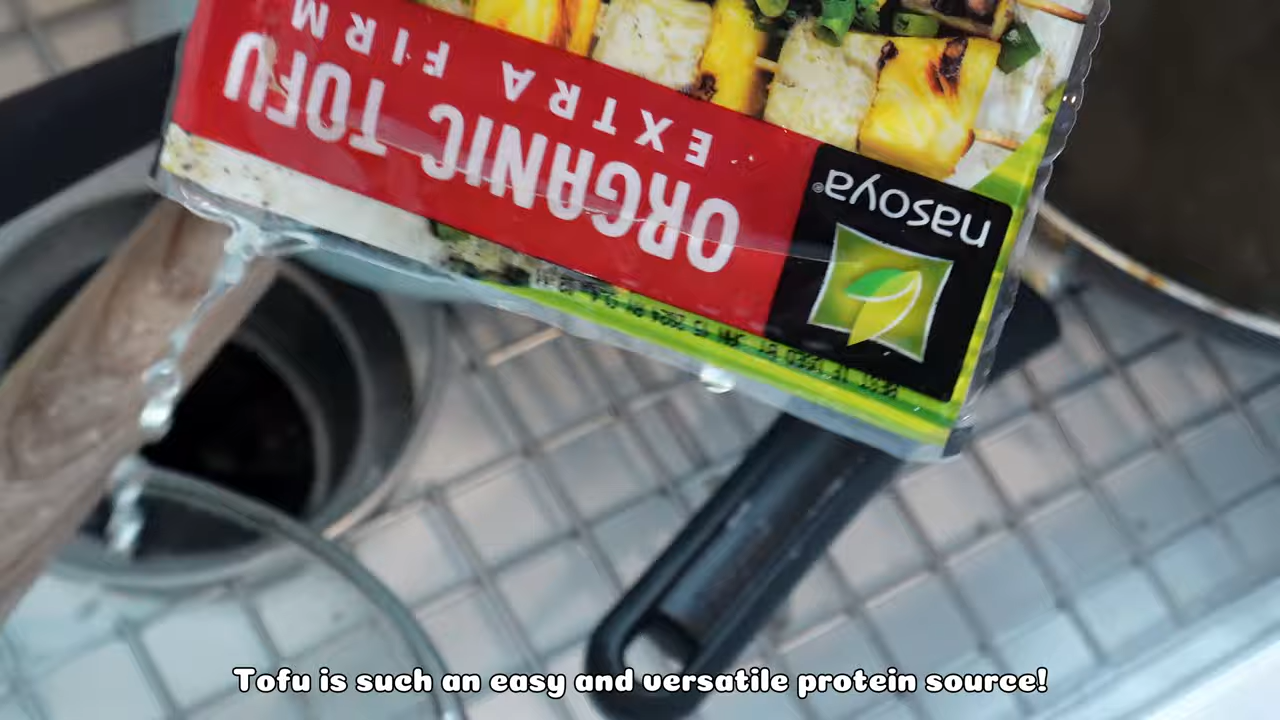 nasoya®
ORGANIC TOFU
EXTRA FIRM
Tofu is such an easy and versatile protein source!